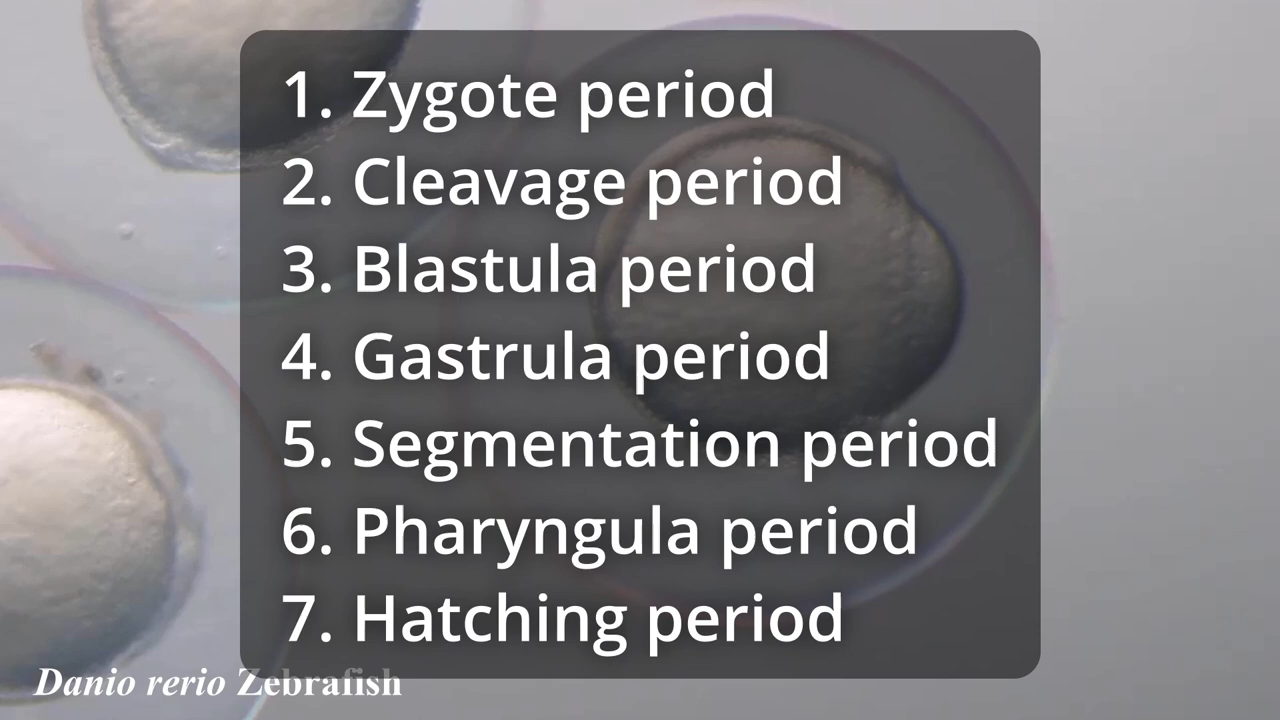 1. Zygote period
2. Cleavage period
3. Blastula period
4. Gastrula period
5. Segmentation period
6. Pharyngula period
7. Hatching period
Danio rerio Zebrafish